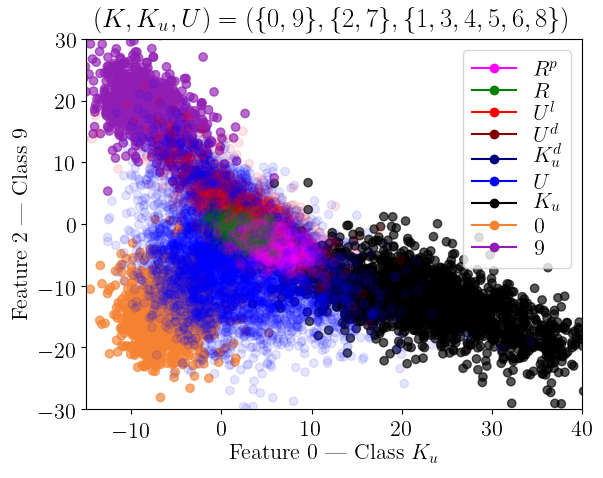 (K, K_u, U) = ({0, 9}, {2, 7}, {1, 3, 4, 5, 6, 8})
30
20
10
0
−10
−20
−30
Feature 2 — Class 9
R^p
R
U^l
U^d
K_u^d
U
K_u
0
9
−10
0
10
20
30
40
Feature 0 — Class K_u